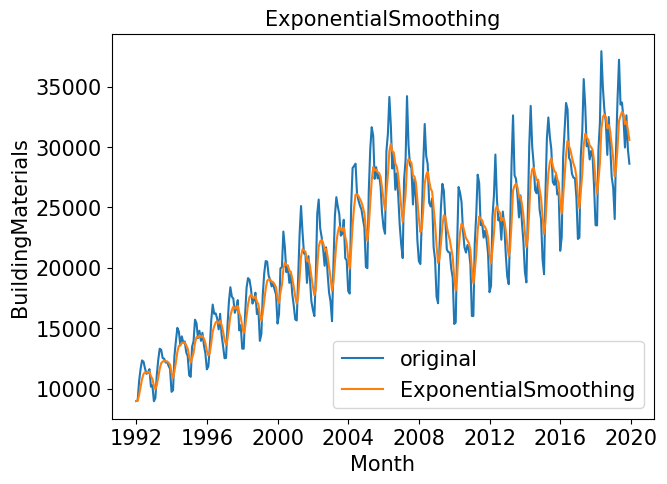 ExponentialSmoothing
BuildingMaterials
35000
30000
25000
20000
15000
10000
original
ExponentialSmoothing
1992 1996 2000 2004 2008 2012 2016 2020
Month